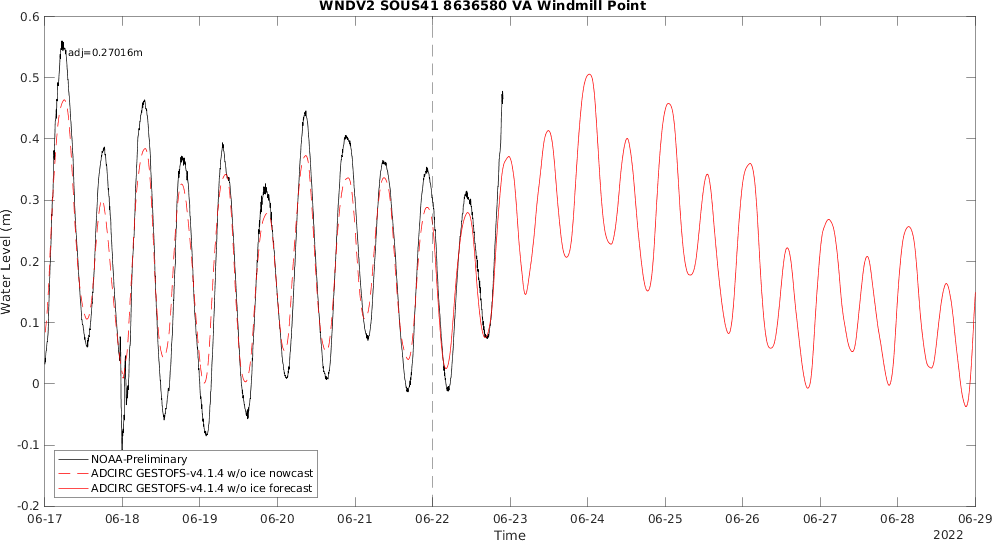 WNDV2 SOUS41 8636580 VA Windmill Point
adj=0.27016m
0.6
0.5
0.4
0.3
0.2
0.1
0
-0.1
-0.2
Water Level (m)
NOAA-Preliminary
ADCIRC GESTOFS-v4.1.4 w/o ice nowcast
ADCIRC GESTOFS-v4.1.4 w/o ice forecast
06-17 06-18 06-19 06-20 06-21 06-22 06-23 06-24 06-25 06-26 06-27 06-28 06-29
Time
2022